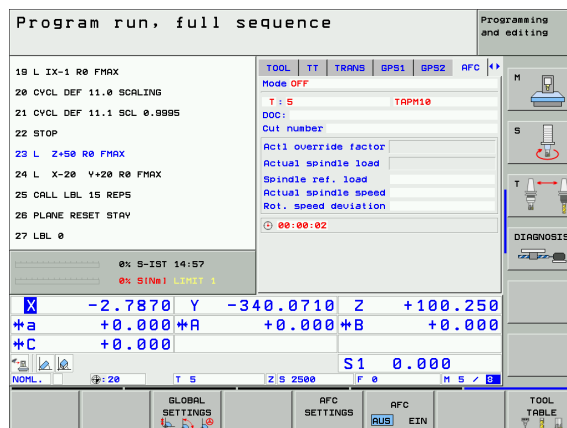 Program run, full sequence
Programming and editing
19 L IX-1 R0 FMAX
20 CYCL DEF 11.0 SCALING
21 CYCL DEF 11.1 SCL 0.9995
22 STOP
23 L Z+50 R0 FMAX
24 L X-20 Y+20 R0 FMAX
25 CALL LBL 15 REP5
26 PLANE RESET STAY
27 LBL 0
0% S-IST 14:57
0% S[Nm] LIMIT 1
TOOL TT TRANS GPS1 GPS2 AFC
Mode OFF
T : 5 TAPM10
DOC:
Cut number
Actl override factor
Actual spindle load
Spindle ref. load
Actual spindle speed
Rot. speed deviation
00:00:02
M
S
T
DIAGNOSIS
X -2.7870 Y -340.0710 Z +100.250
a +0.000 A +0.000 B +0.000
C +0.000
S1 0.000
NOML. : 20 T 5 Z S 2500 F 0 M 5 / 8
GLOBAL SETTINGS
AFC SETTINGS
AFC
AUS EIN
TOOL TABLE